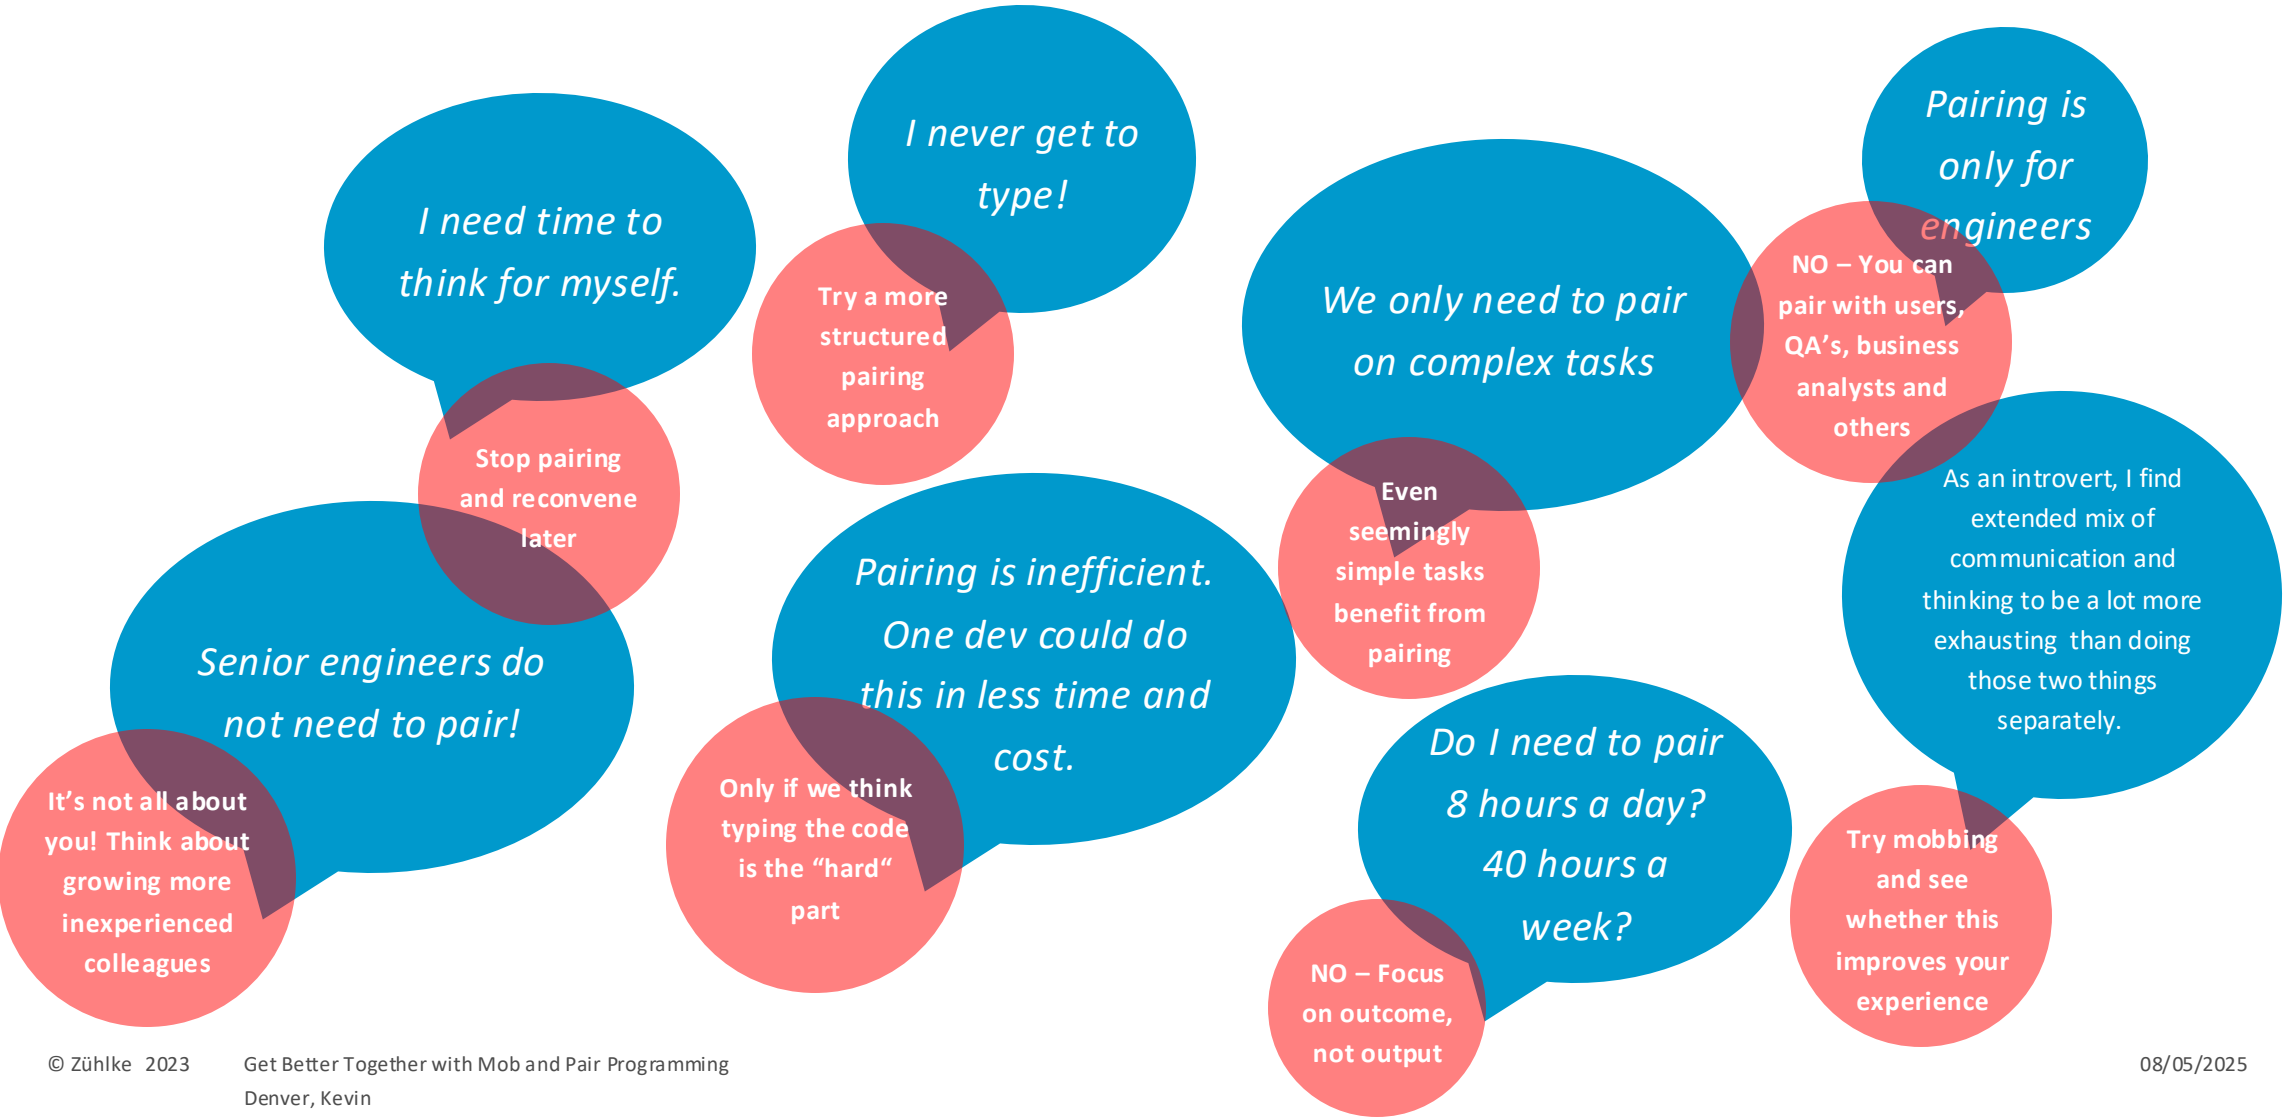 I need time to
think for myself.
Stop pairing
and reconvene
later
I never get to
type!
Try a more
structured
pairing
approach
We only need to pair
on complex tasks
Even
seemingly
simple tasks
benefit from
pairing
Pairing is
only for
engineers
NO – You can
pair with users,
QA’s, business
analysts and
others
Senior engineers do
not need to pair!
It’s not all about
you! Think about
growing more
inexperienced
colleagues
Pairing is inefficient.
One dev could do
this in less time and
cost.
Only if we think
typing the code
is the “hard“
part
Do I need to pair
8 hours a day?
40 hours a
week?
NO – Focus
on outcome,
not output
As an introvert, I find
extended mix of
communication and
thinking to be a lot more
exhausting than doing
those two things
separately.
Try mobbing
and see
whether this
improves your
experience
© Zühlke 2023
Get Better Together with Mob and Pair Programming
Denver, Kevin
08/05/2025